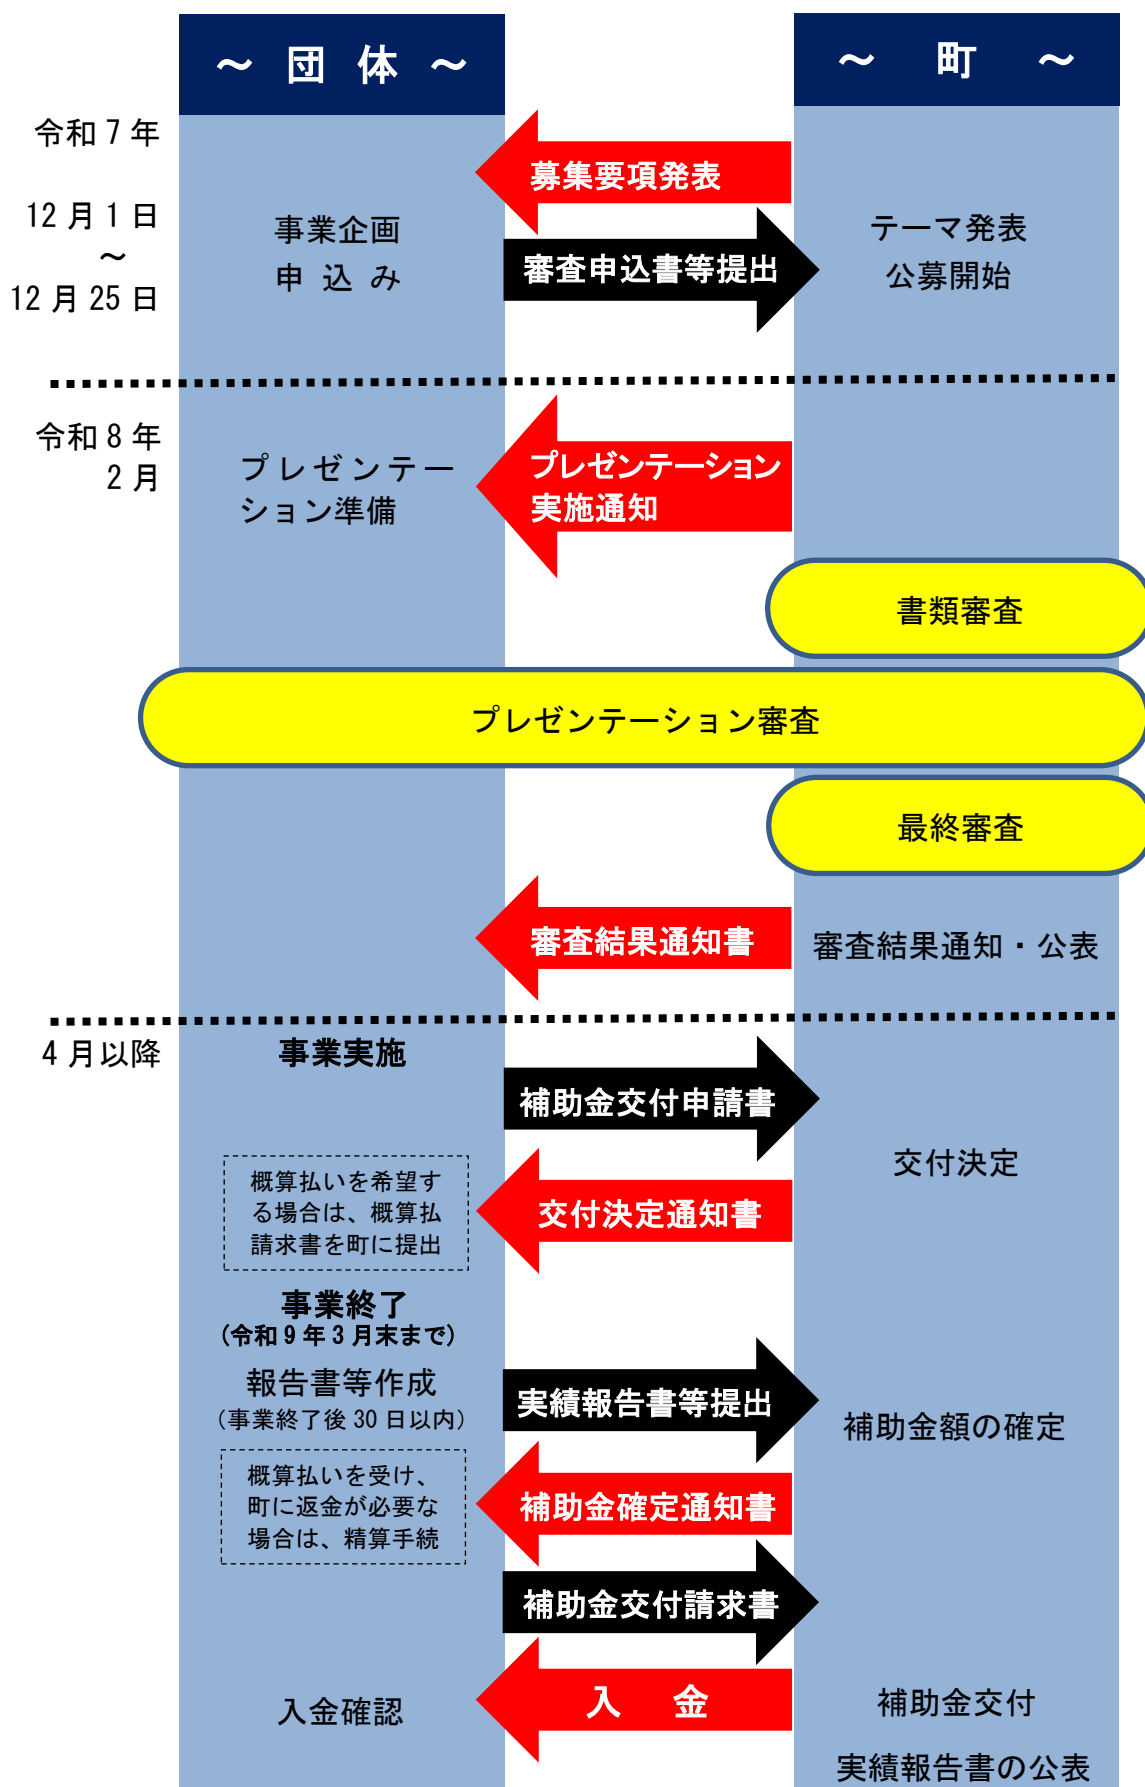 ～ 団 体 ～
～ 町 ～
令和７年
12月１日
～
12月25日
事業企画
申 込 み
募集要項発表
審査申込書等提出
テーマ発表
公募開始
令和８年
２月
プレゼンテー
ション準備
プレゼンテーション
実施通知
書類審査
プレゼンテーション審査
最終審査
審査結果通知書
審査結果通知・公表
４月以降
事業実施
補助金交付申請書
交付決定
概算払いを希望す
る場合は、概算払
請求書を町に提出
交付決定通知書
事業終了
(令和９年３月末まで)
報告書等作成
(事業終了後30日以内)
実績報告書等提出
補助金額の確定
概算払いを受け、
町に返金が必要な
場合は、精算手続
補助金確定通知書
補助金交付請求書
入金確認
入 金
補助金交付
実績報告書の公表